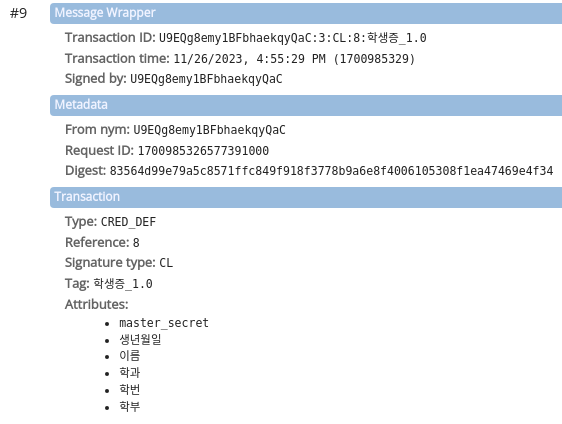 #9
Message Wrapper
Transaction ID: U9EQg8emy1BFbhaekqyQaC:3:CL:8:학생증_1.0
Transaction time: 11/26/2023, 4:55:29 PM (1700985329)
Signed by: U9EQg8emy1BFbhaekqyQaC
Metadata
From nym: U9EQg8emy1BFbhaekqyQaC
Request ID: 1700985326577391000
Digest: 83564d99e79a5c8571ffc849f918f3778b9a6e8f4006105308f1ea47469e4f34
Transaction
Type: CRED_DEF
Reference: 8
Signature type: CL
Tag: 학생증_1.0
Attributes:
• master_secret
• 생년월일
• 이름
• 학과
• 학번
• 학부